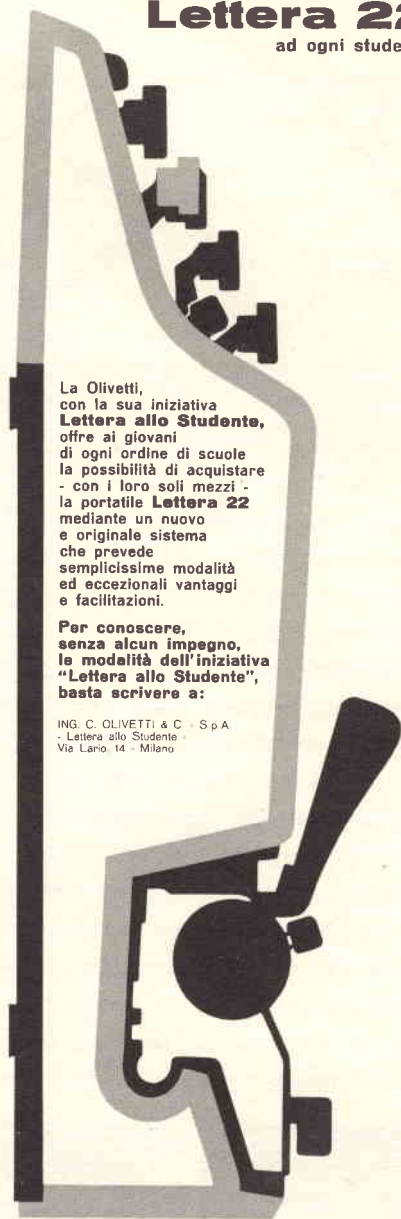 Lettera 22
ad ogni stude
La Olivetti,
con la sua iniziativa
Lettera allo Studente,
offre ai giovani
di ogni ordine di scuole
la possibilità di acquistare
- con i loro soli mezzi -
la portatile Lettera 22
mediante un nuovo
e originale sistema
che prevede
semplicissime modalità
ed eccezionali vantaggi
e facilitazioni.
Per conoscere,
senza alcun impegno,
le modalità dell'iniziativa
“Lettera allo Studente”,
basta scrivere a:
ING. C. OLIVETTI & C - S.p.A.
- Lettera allo Studente -
Via Lario 14 - Milano